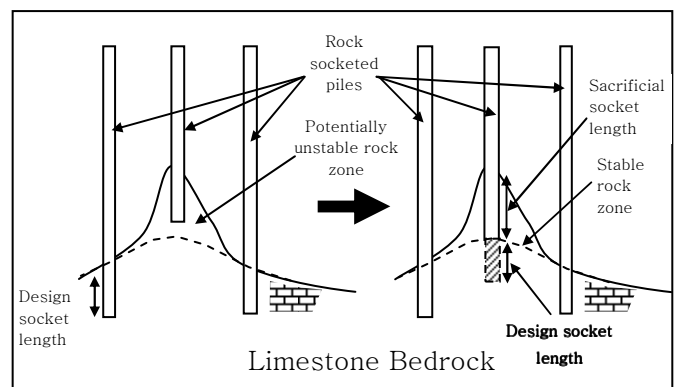 Rock
socketed
piles
Potentially
unstable rock
zone
Design
socket
length
Sacrificial
socket
length
Stable
rock
zone
Design socket
length
Limestone Bedrock